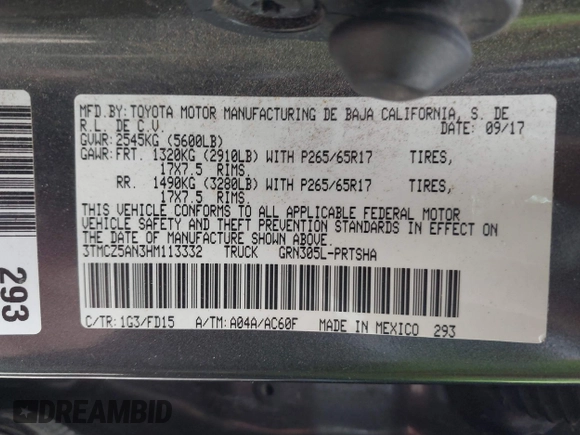 MFD.BY:TOYOTA MOTOR MANUFACTURING DE BAJA CALIFORNIA, S. DE
R.L. DE C.V. DATE: 09/17
GVWR:2545KG (5600LB)
GAWR:FRT. 1320KG (2910LB) WITH P265/65R17 TIRES,
17X7.5 RIMS.
RR. 1490KG (3280LB) WITH P265/65R17 TIRES,
17X7.5 RIMS.
THIS VEHICLE CONFORMS TO ALL APPLICABLE FEDERAL MOTOR
VEHICLE SAFETY AND THEFT PREVENTION STANDARDS IN EFFECT
ON THE DATE OF MANUFACTURE SHOWN ABOVE.
3TMCZ5AN3HM113332 TRUCK GRN305L-PRTSHA
C/TR:1G3/FD15 A/TM:A04A/AC60F MADE IN MEXICO 293
293
DREAMBID